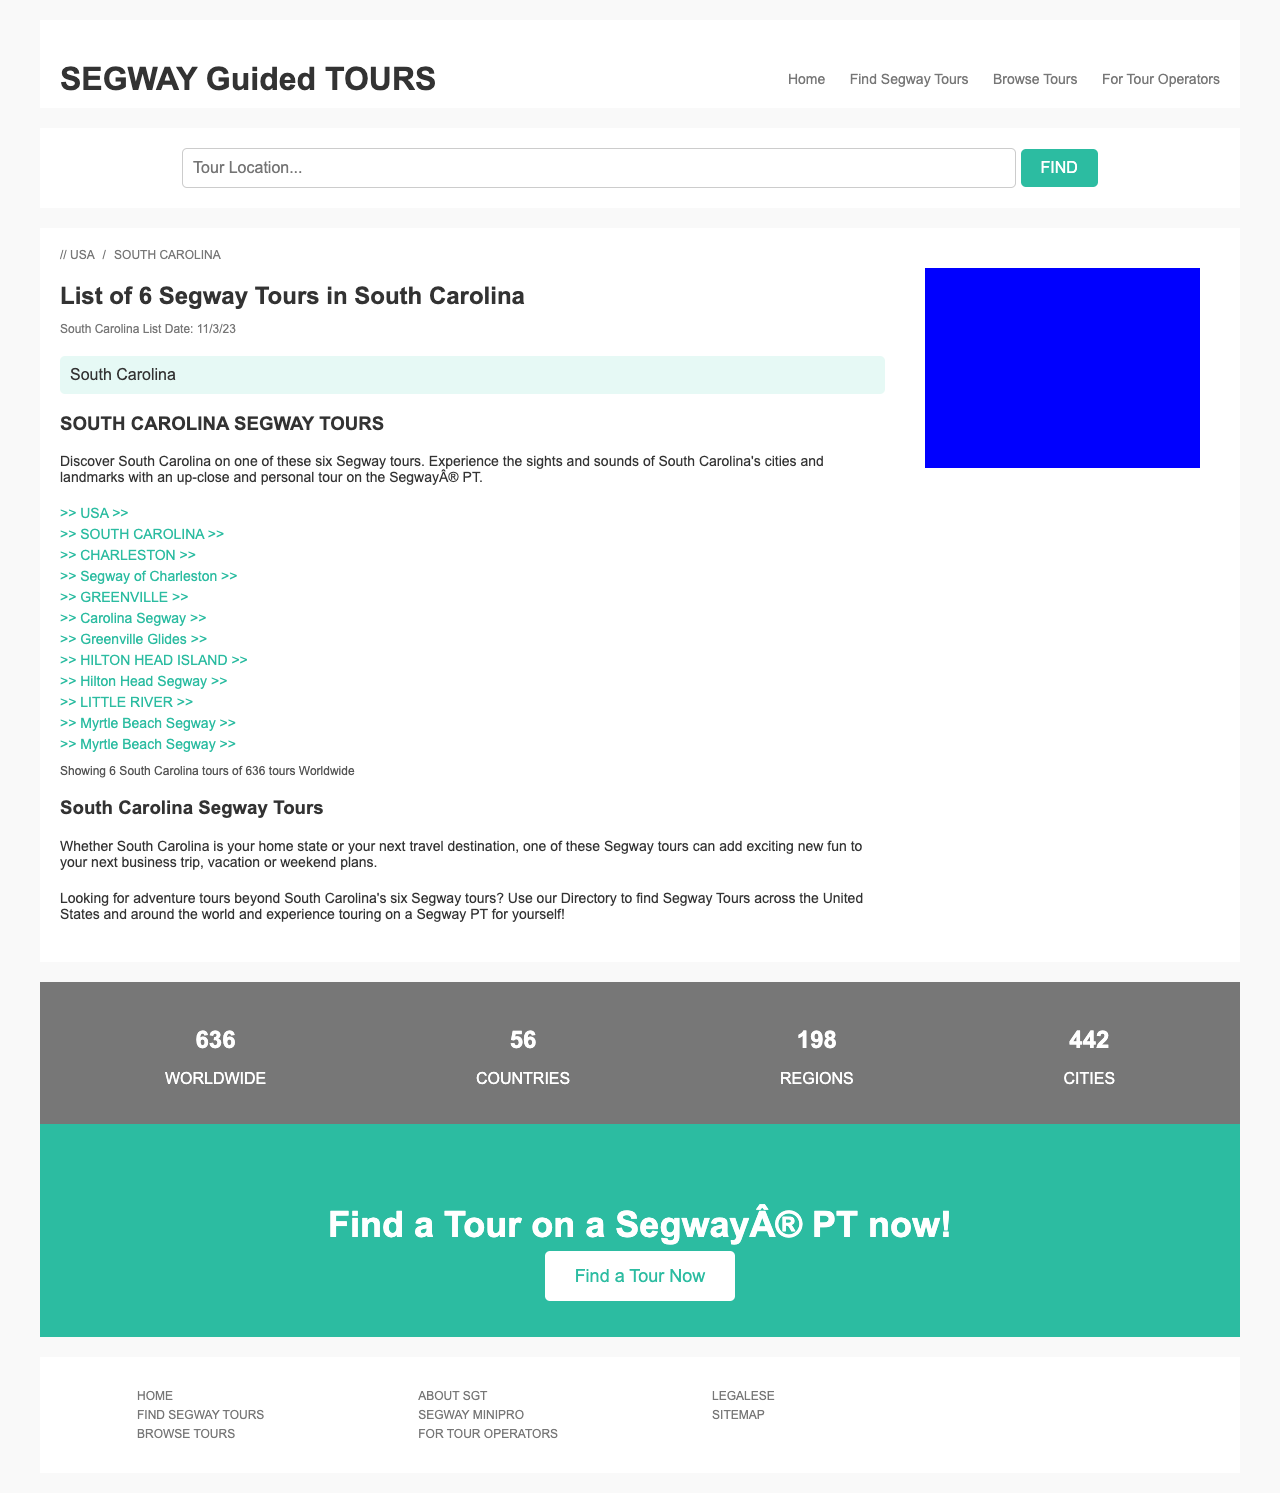 SEGWAY Guided TOURS
Home Find Segway Tours Browse Tours For Tour Operators
Tour Location... FIND
// USA / SOUTH CAROLINA
List of 6 Segway Tours in South Carolina
South Carolina List Date: 11/3/23
South Carolina
SOUTH CAROLINA SEGWAY TOURS
Discover South Carolina on one of these six Segway tours. Experience the sights and sounds of South Carolina's cities and
landmarks with an up-close and personal tour on the SegwayÂ® PT.
>> USA >>
>> SOUTH CAROLINA >>
>> CHARLESTON >>
>> Segway of Charleston >>
>> GREENVILLE >>
>> Carolina Segway >>
>> Greenville Glides >>
>> HILTON HEAD ISLAND >>
>> Hilton Head Segway >>
>> LITTLE RIVER >>
>> Myrtle Beach Segway >>
>> Myrtle Beach Segway >>
Showing 6 South Carolina tours of 636 tours Worldwide
South Carolina Segway Tours
Whether South Carolina is your home state or your next travel destination, one of these Segway tours can add exciting new fun to
your next business trip, vacation or weekend plans.
Looking for adventure tours beyond South Carolina's six Segway tours? Use our Directory to find Segway Tours across the United
States and around the world and experience touring on a Segway PT for yourself!
636 56 198 442
WORLDWIDE COUNTRIES REGIONS CITIES
Find a Tour on a SegwayÂ® PT now!
Find a Tour Now
HOME
FIND SEGWAY TOURS
BROWSE TOURS
ABOUT SGT
SEGWAY MINIPRO
FOR TOUR OPERATORS
LEGALESE
SITEMAP